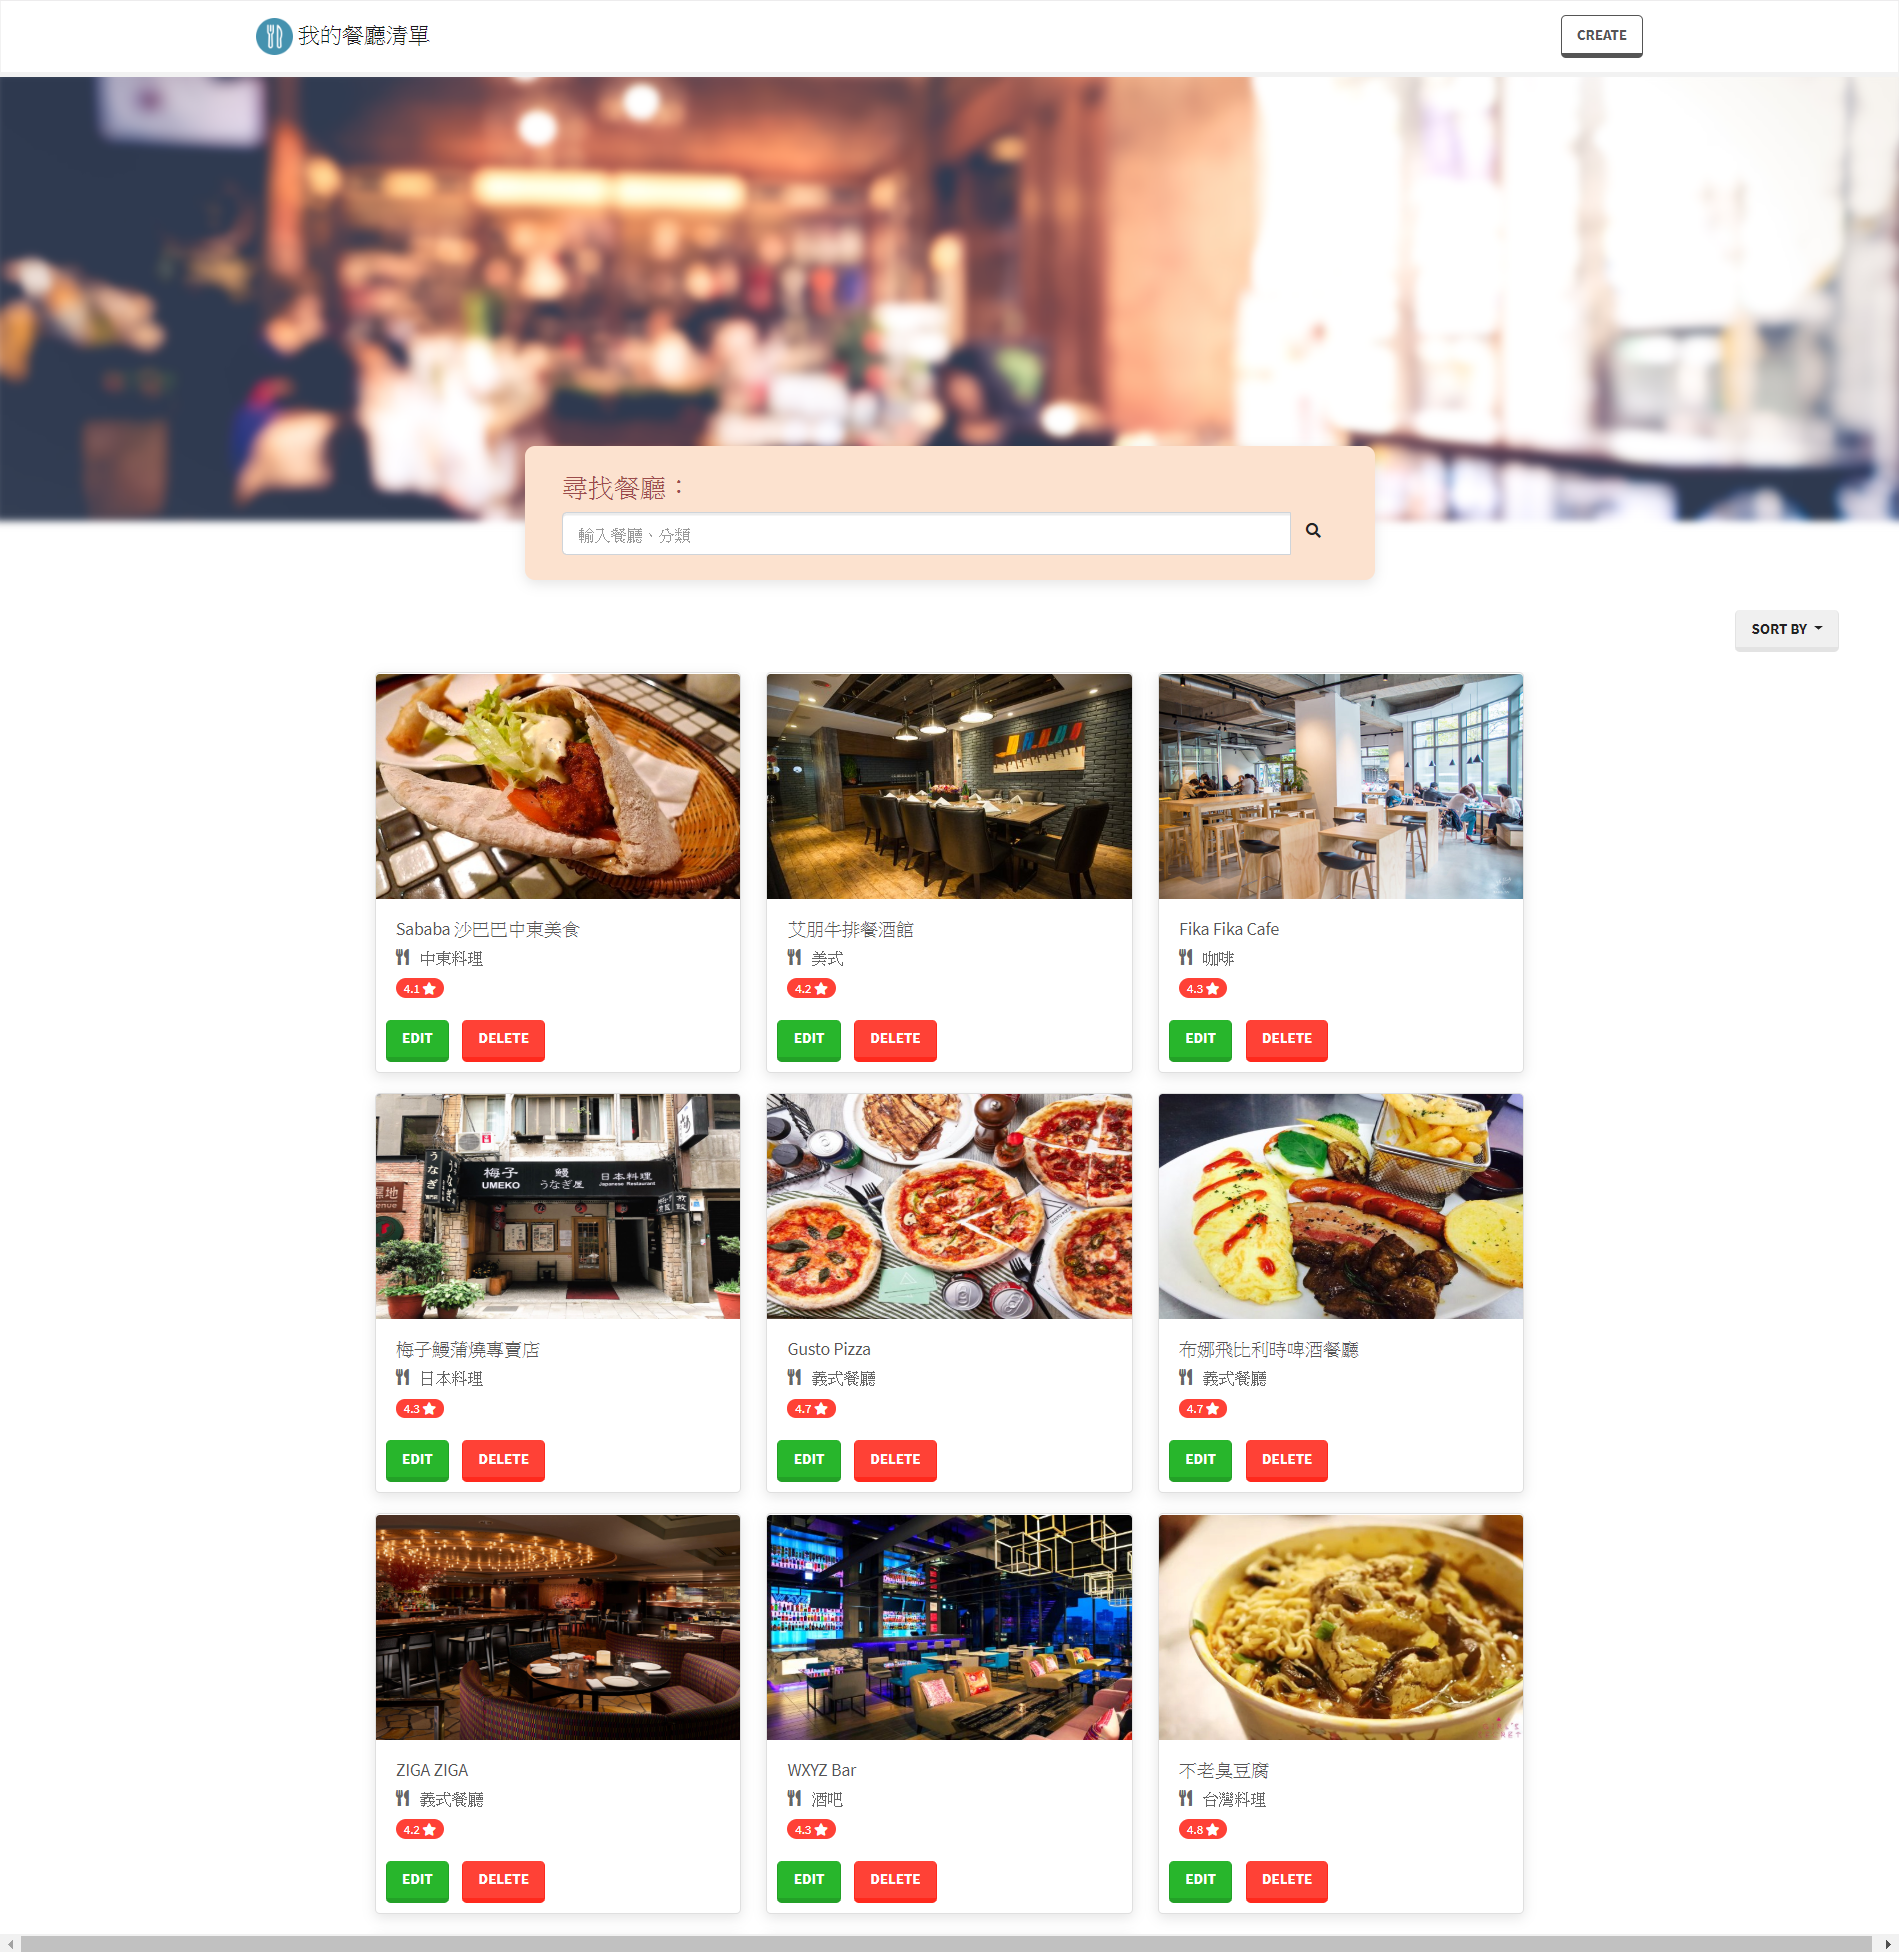 我的餐廳清單
CREATE
尋找餐廳：
輸入餐廳、分類
SORT BY
Sababa 沙巴巴中東美食
中東料理
4.1
EDIT DELETE
艾朋牛排餐酒館
美式
4.2
EDIT DELETE
Fika Fika Cafe
咖啡
4.3
EDIT DELETE
梅子 鰻 日本料理
UMEKO うなぎ屋 Japanese Restaurant
うなぎ
梅子鰻蒲燒專賣店
日本料理
4.3
EDIT DELETE
Gusto Pizza
義式餐廳
4.7
EDIT DELETE
布娜飛比利時啤酒餐廳
義式餐廳
4.7
EDIT DELETE
ZIGA ZIGA
義式餐廳
4.2
EDIT DELETE
WXYZ Bar
酒吧
4.3
EDIT DELETE
不老臭豆腐
台灣料理
4.8
EDIT DELETE